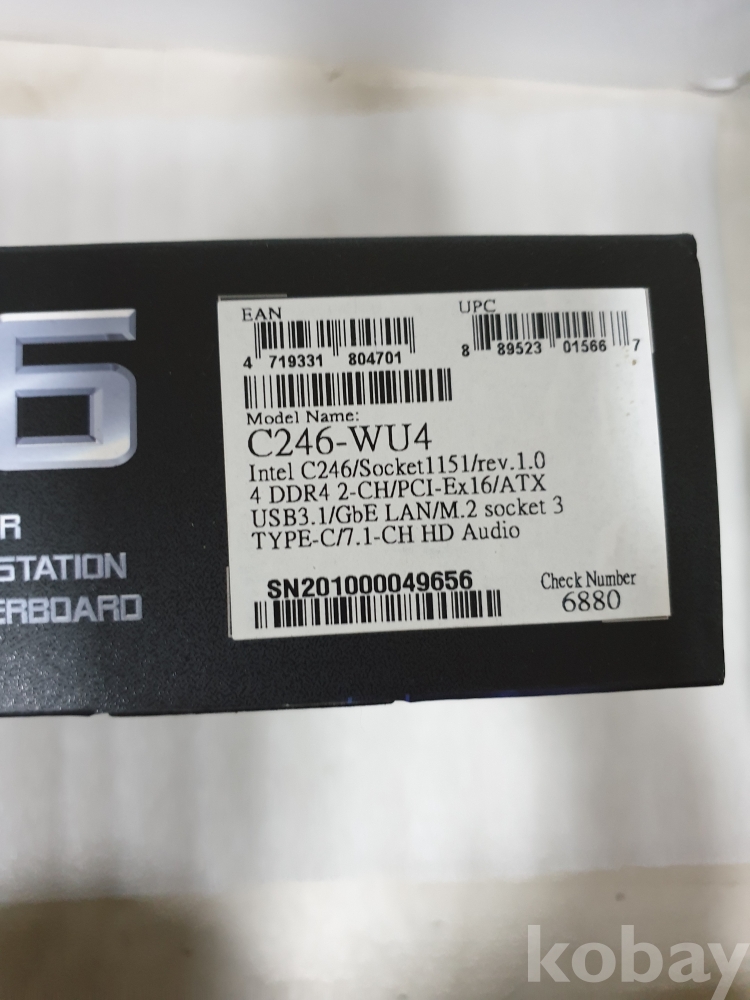 6
R
STATION
ERBOARD
EAN
UPC
4 719331 804701
8 89523 01566 7
Model Name:
C246-WU4
Intel C246/Socket1151/rev.1.0
4 DDR4 2-CH/PCI-Ex16/ATX
USB3.1/GbE LAN/M.2 socket 3
TYPE-C/7.1-CH HD Audio
SN201000049656
Check Number
6880
kobay